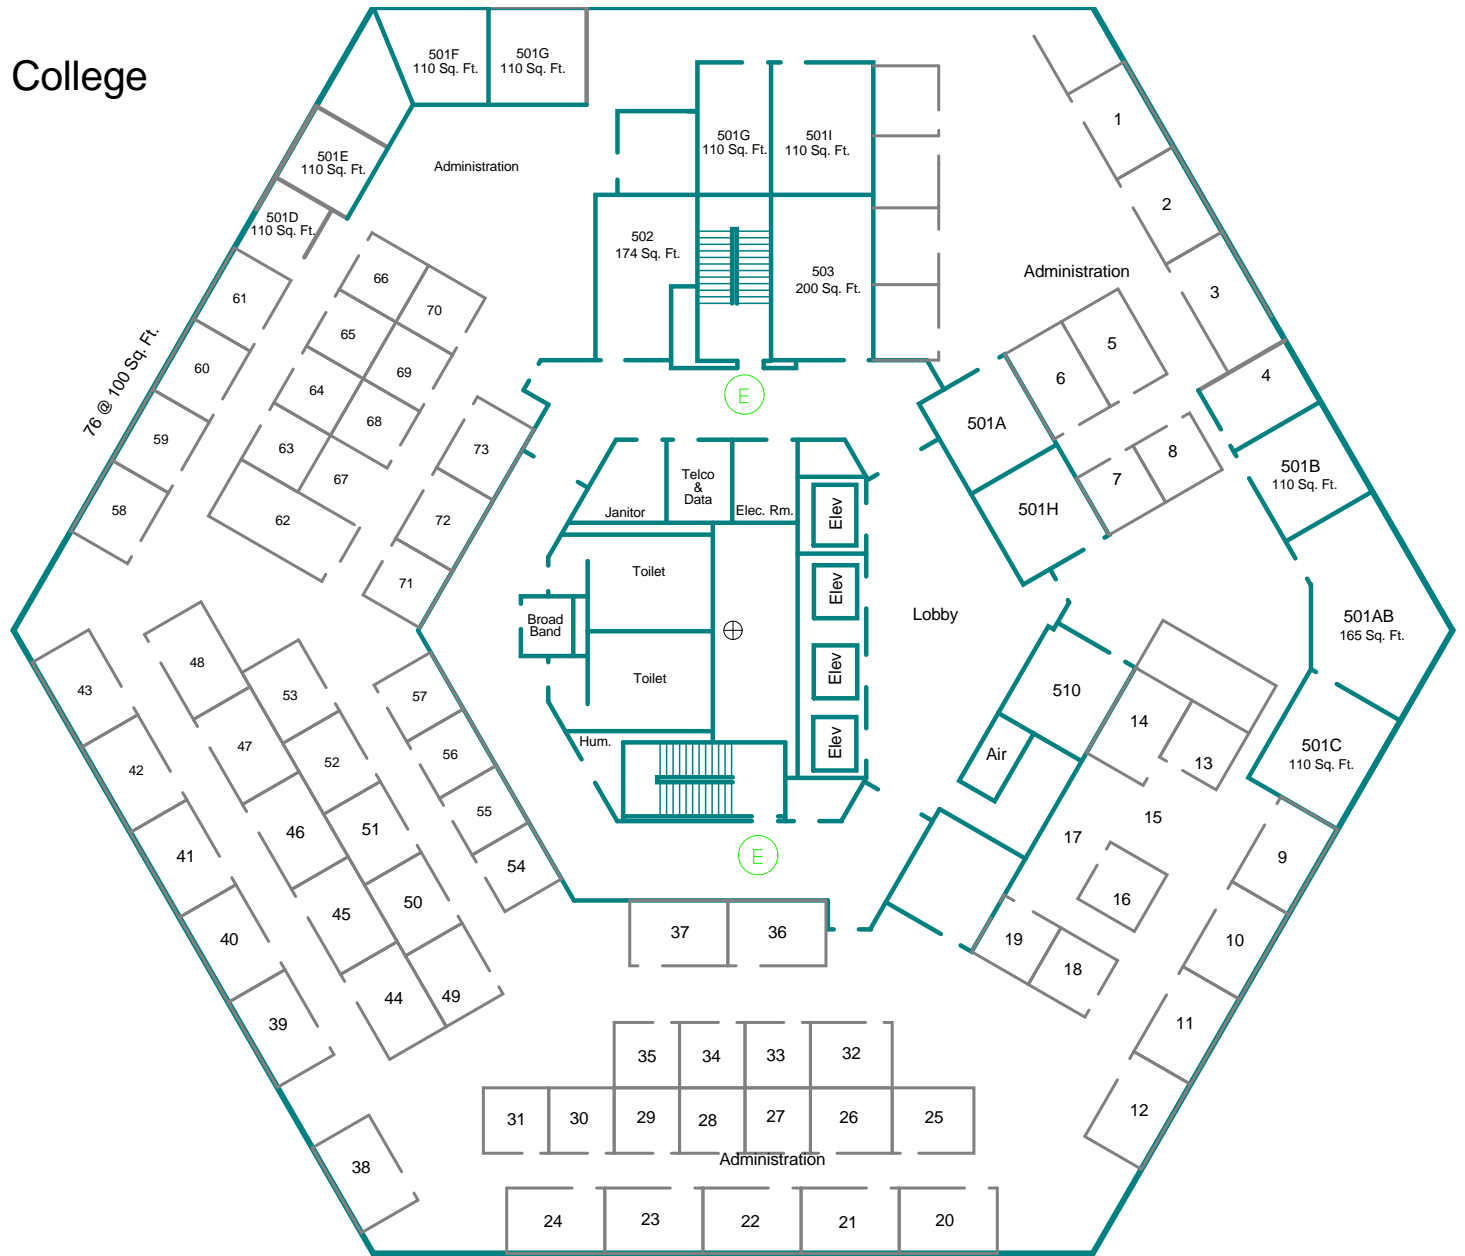 College
501F
110 Sq. Ft.
501G
110 Sq. Ft.
501E
110 Sq. Ft.
501D
110 Sq. Ft.
Administration
501G
110 Sq. Ft.
501I
110 Sq. Ft.
502
174 Sq. Ft.
503
200 Sq. Ft.
Administration
1
2
3
4
5
6
7
8
501A
501H
501B
110 Sq. Ft.
501AB
165 Sq. Ft.
501C
110 Sq. Ft.
76 @ 100 Sq. Ft.
61
60
59
58
66
70
65
69
64
68
63
67
62
73
72
71
E
Janitor
Telco
&
Data
Elec. Rm.
Elev
Elev
Elev
Elev
Toilet
Toilet
Broad
Band
Hum.
Lobby
E
510
Air
14
13
15
17
16
19
18
9
10
11
12
43
42
41
40
39
38
48
47
46
45
44
53
52
51
50
49
57
56
55
54
37
36
35
34
33
32
31
30
29
28
27
26
25
Administration
24
23
22
21
20